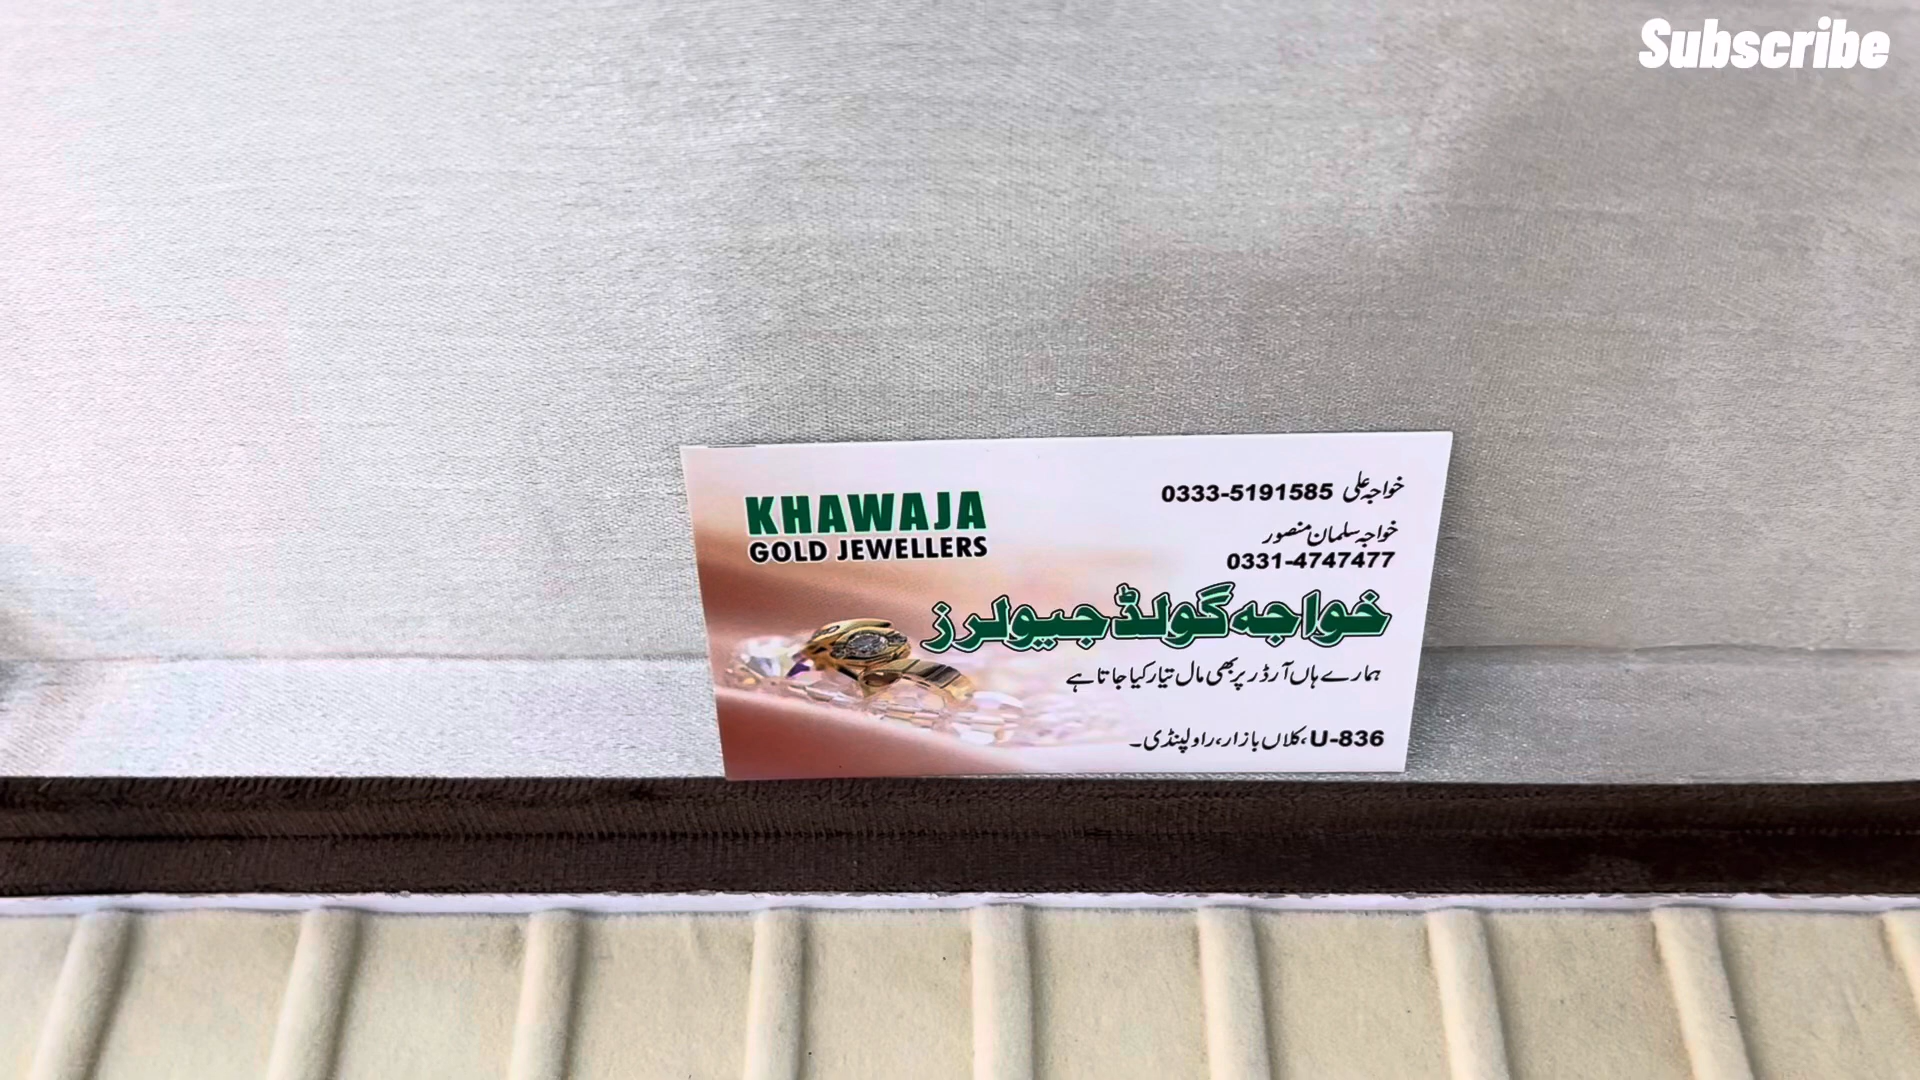 Subscribe
KHAWAJA
GOLD JEWELLERS
خواجہ علی 0333-5191585
خواجہ سلمان منصور
0331-4747477
خواجہ گولڈ جیولرز
ہمارے ہاں آرڈر پر بھی مال تیار کیا جاتا ہے
U-836، کلاں بازار، راولپنڈی۔